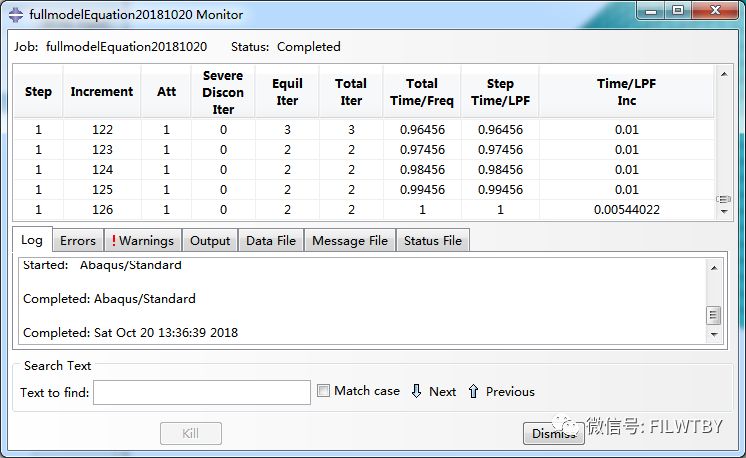 fullmodelEquation20181020 Monitor
Job: fullmodelEquation20181020 Status: Completed
Step Increment Att Severe Discon Iter Equil Iter Total Iter Total Time/Freq Step Time/LPF Time/LPF Inc
1 122 1 0 3 3 0.96456 0.96456 0.01
1 123 1 0 2 2 0.97456 0.97456 0.01
1 124 1 0 2 2 0.98456 0.98456 0.01
1 125 1 0 2 2 0.99456 0.99456 0.01
1 126 1 0 2 2 1 1 0.00544022
Log Errors ! Warnings Output Data File Message File Status File
Started: Abaqus/Standard
Completed: Abaqus/Standard
Completed: Sat Oct 20 13:36:39 2018
Search Text
Text to find: Match case Next Previous
Kill Dismiss
微信号: FILWTBY